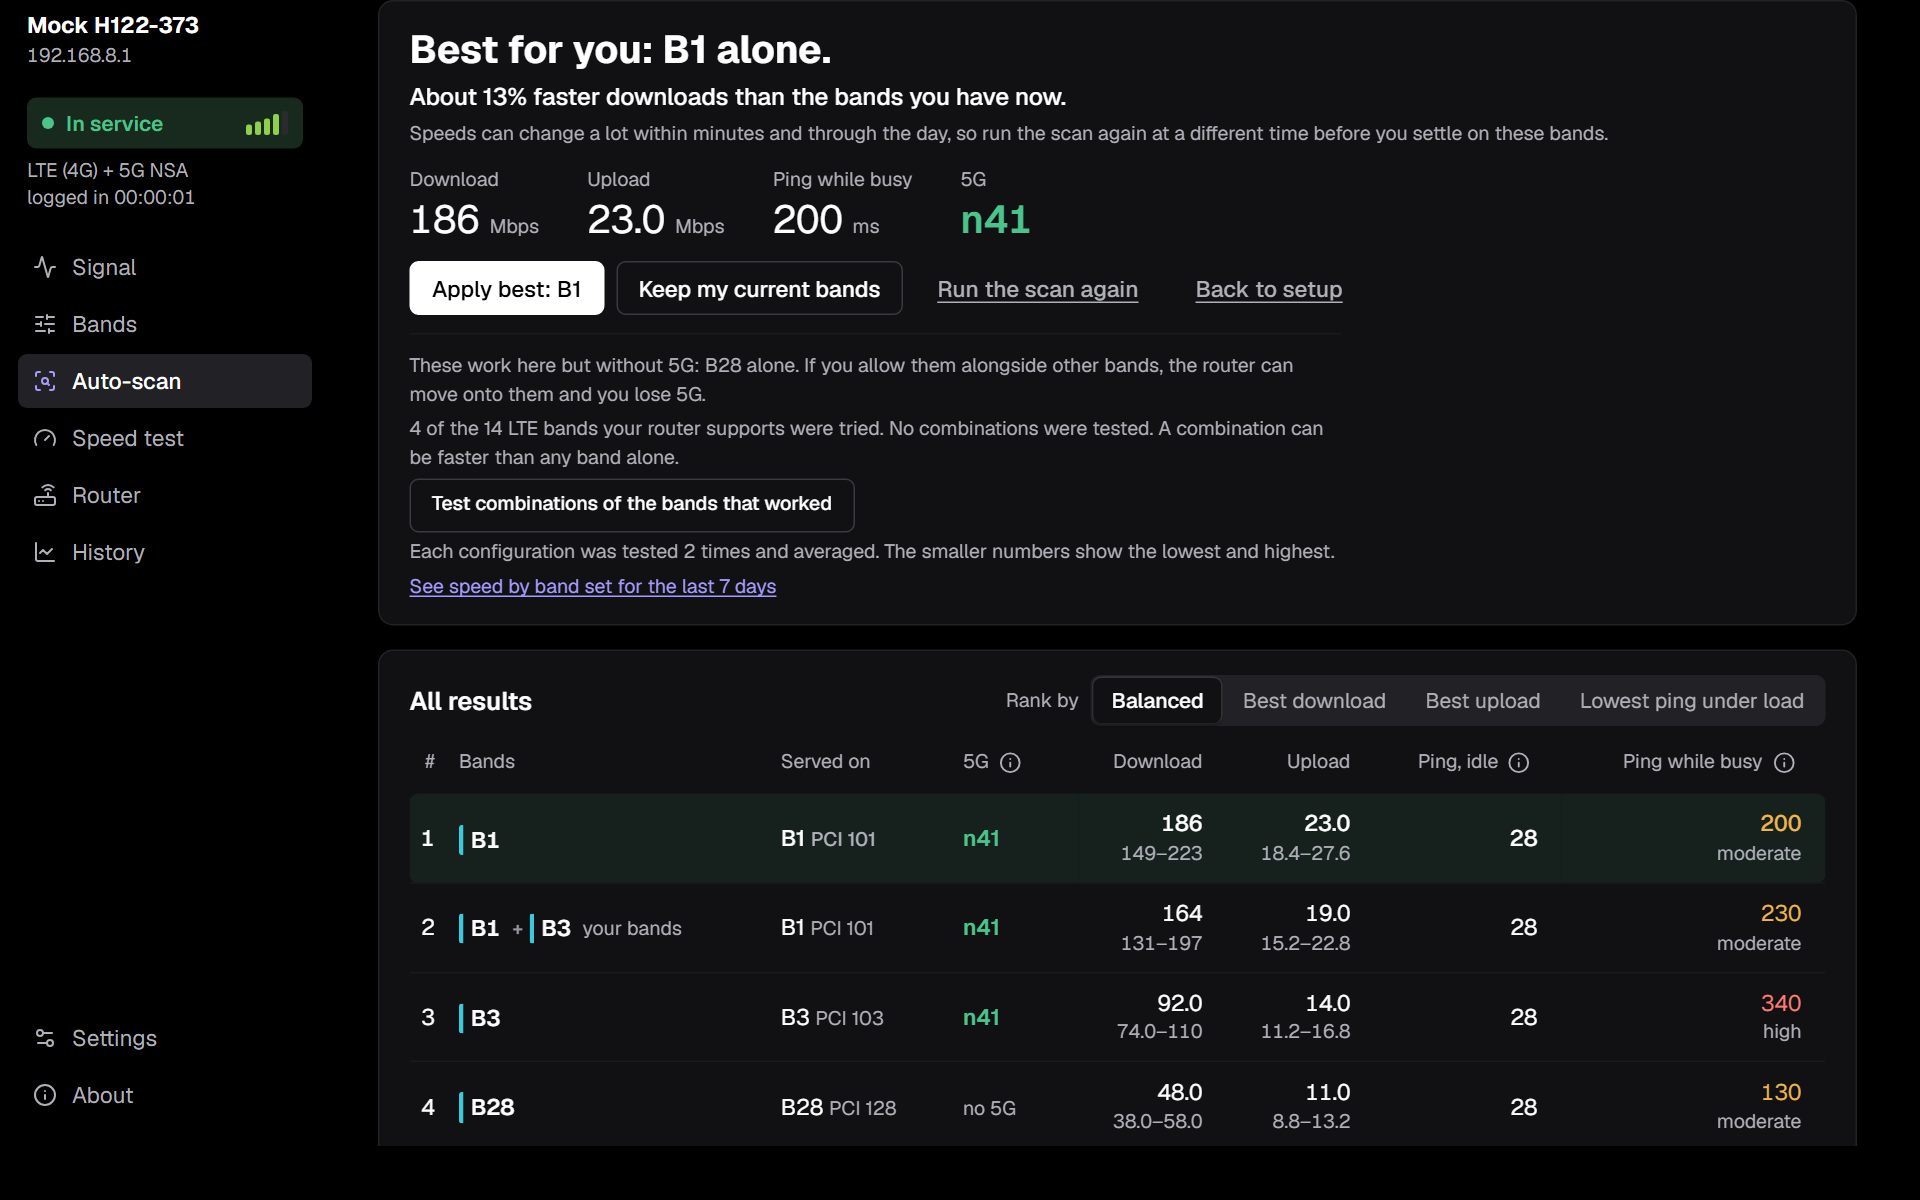 Mock H122-373
192.168.8.1
In service
LTE (4G) + 5G NSA
logged in 00:00:01
Signal
Bands
Auto-scan
Speed test
Router
History
Settings
About
Best for you: B1 alone.
About 13% faster downloads than the bands you have now.
Speeds can change a lot within minutes and through the day, so run the scan again at a different time before you settle on these bands.
Download Upload Ping while busy 5G
186 Mbps 23.0 Mbps 200 ms n41
Apply best: B1 Keep my current bands Run the scan again Back to setup
These work here but without 5G: B28 alone. If you allow them alongside other bands, the router can
move onto them and you lose 5G.
4 of the 14 LTE bands your router supports were tried. No combinations were tested. A combination can
be faster than any band alone.
Test combinations of the bands that worked
Each configuration was tested 2 times and averaged. The smaller numbers show the lowest and highest.
See speed by band set for the last 7 days
All results Rank by Balanced Best download Best upload Lowest ping under load
# Bands Served on 5G Download Upload Ping, idle Ping while busy
1 B1 B1 PCI 101 n41 186 23.0 28 200
149–223 18.4–27.6 moderate
2 B1 + B3 your bands B1 PCI 101 n41 164 19.0 28 230
131–197 15.2–22.8 moderate
3 B3 B3 PCI 103 n41 92.0 14.0 28 340
74.0–110 11.2–16.8 high
4 B28 B28 PCI 128 no 5G 48.0 11.0 28 130
38.0–58.0 8.8–13.2 moderate